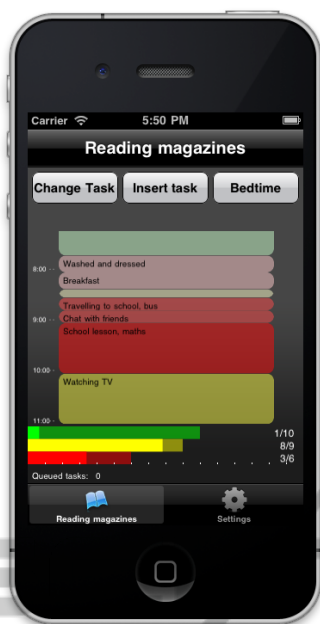 Carrier 5:50 PM
Reading magazines
Change Task Insert task Bedtime
8:00
Washed and dressed
Breakfast
Travelling to school, bus
9:00
Chat with friends
School lesson, maths
10:00
Watching TV
11:00
1/10
8/9
3/6
Queued tasks: 0
Reading magazines Settings